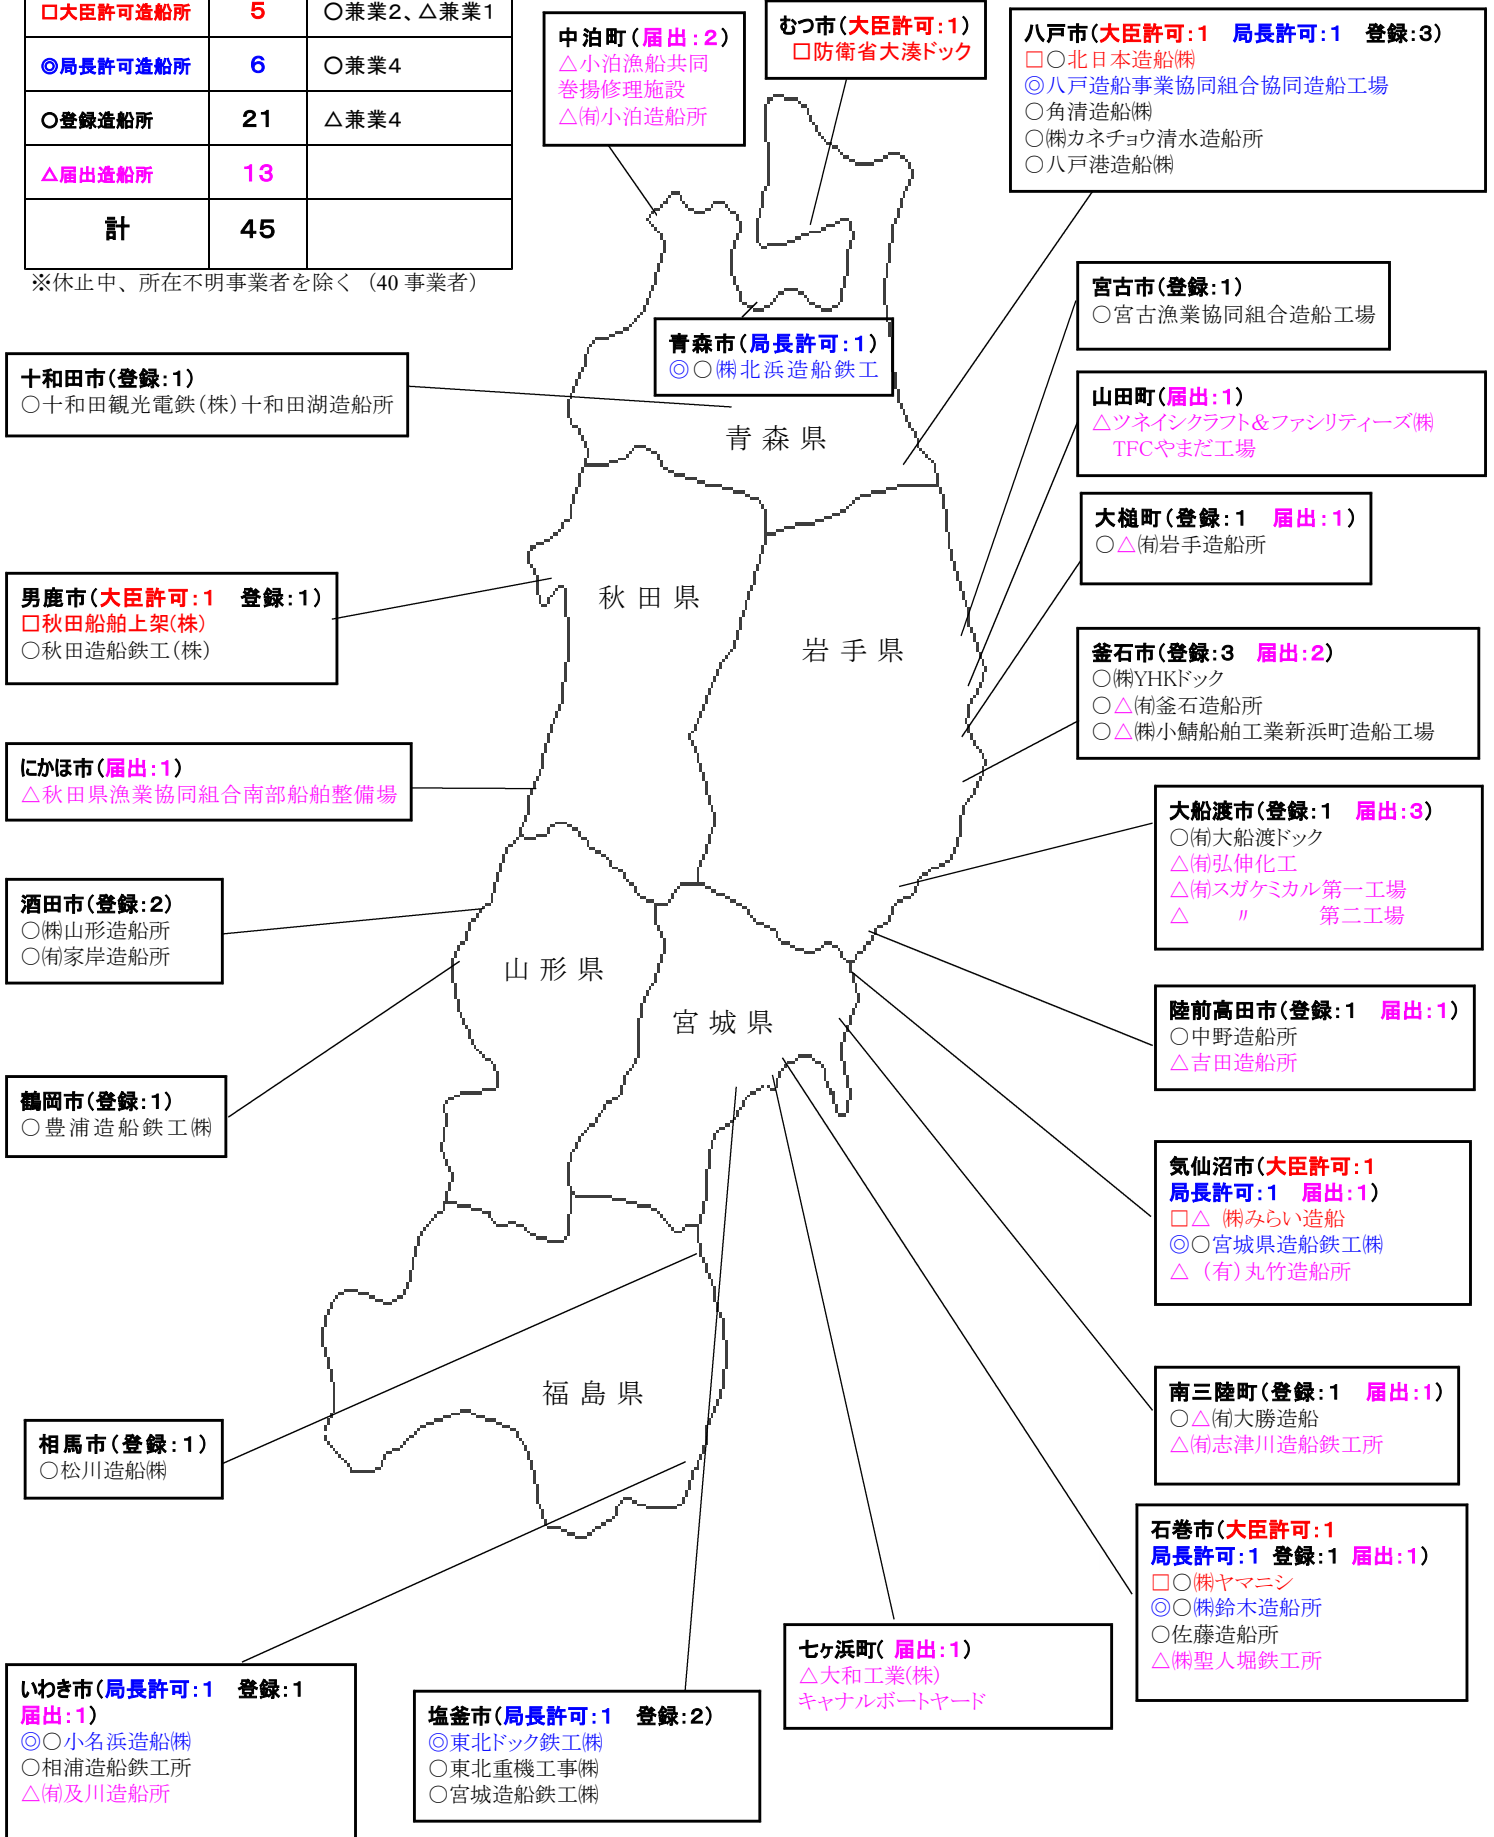 □大臣許可造船所 5 ○兼業2、△兼業1
◎局長許可造船所 6 ○兼業4
○登録造船所 21 △兼業4
△届出造船所 13
計 45
※休止中、所在不明事業者を除く（40 事業者）
中泊町(届出:2)
△小泊漁船共同
巻揚修理施設
△㈲小泊造船所
むつ市(大臣許可:1)
□防衛省大湊ドック
八戸市(大臣許可:1　局長許可:1　登録:3)
□○北日本造船㈱
◎八戸造船事業協同組合協同造船工場
○角清造船㈱
○㈱カネチョウ清水造船所
○八戸港造船㈱
青森市(局長許可:1)
◎○㈱北浜造船鉄工
宮古市(登録:1)
○宮古漁業協同組合造船工場
十和田市(登録:1)
○十和田観光電鉄(株)十和田湖造船所
山田町(届出:1)
△ツネイシクラフト&ファシリティーズ㈱
TFCやまだ工場
青森県
大槌町(登録:1　届出:1)
○△㈲岩手造船所
男鹿市(大臣許可:1　登録:1)
□秋田船舶上架(株)
○秋田造船鉄工(株)
秋田県
岩手県
釜石市(登録:3　届出:2)
○㈱YHKドック
○△㈲釜石造船所
○△㈱小鯖船舶工業新浜町造船工場
にかほ市(届出:1)
△秋田県漁業協同組合南部船舶整備場
大船渡市(登録:1　届出:3)
○㈲大船渡ドック
△㈲弘伸化工
△㈲スガケミカル第一工場
△　〃　第二工場
酒田市(登録:2)
○㈱山形造船所
○㈲家岸造船所
山形県
宮城県
陸前高田市(登録:1　届出:1)
○中野造船所
△吉田造船所
鶴岡市(登録:1)
○豊浦造船鉄工㈱
気仙沼市(大臣許可:1
局長許可:1　届出:1)
□△ ㈱みらい造船
◎○宮城県造船鉄工㈱
△（有）丸竹造船所
福島県
南三陸町(登録:1　届出:1)
○△㈲大勝造船
△㈲志津川造船鉄工所
相馬市(登録:1)
○松川造船㈱
石巻市(大臣許可:1
局長許可:1 登録:1 届出:1)
□○㈱ヤマニシ
◎○㈱鈴木造船所
○佐藤造船所
△㈱聖人堀鉄工所
七ヶ浜町( 届出:1)
△大和工業(株)
キャナルボートヤード
いわき市(局長許可:1　登録:1
届出:1)
◎○小名浜造船㈱
○相浦造船鉄工所
△㈲及川造船所
塩釜市(局長許可:1　登録:2)
◎東北ドック鉄工㈱
○東北重機工事㈱
○宮城造船鉄工㈱